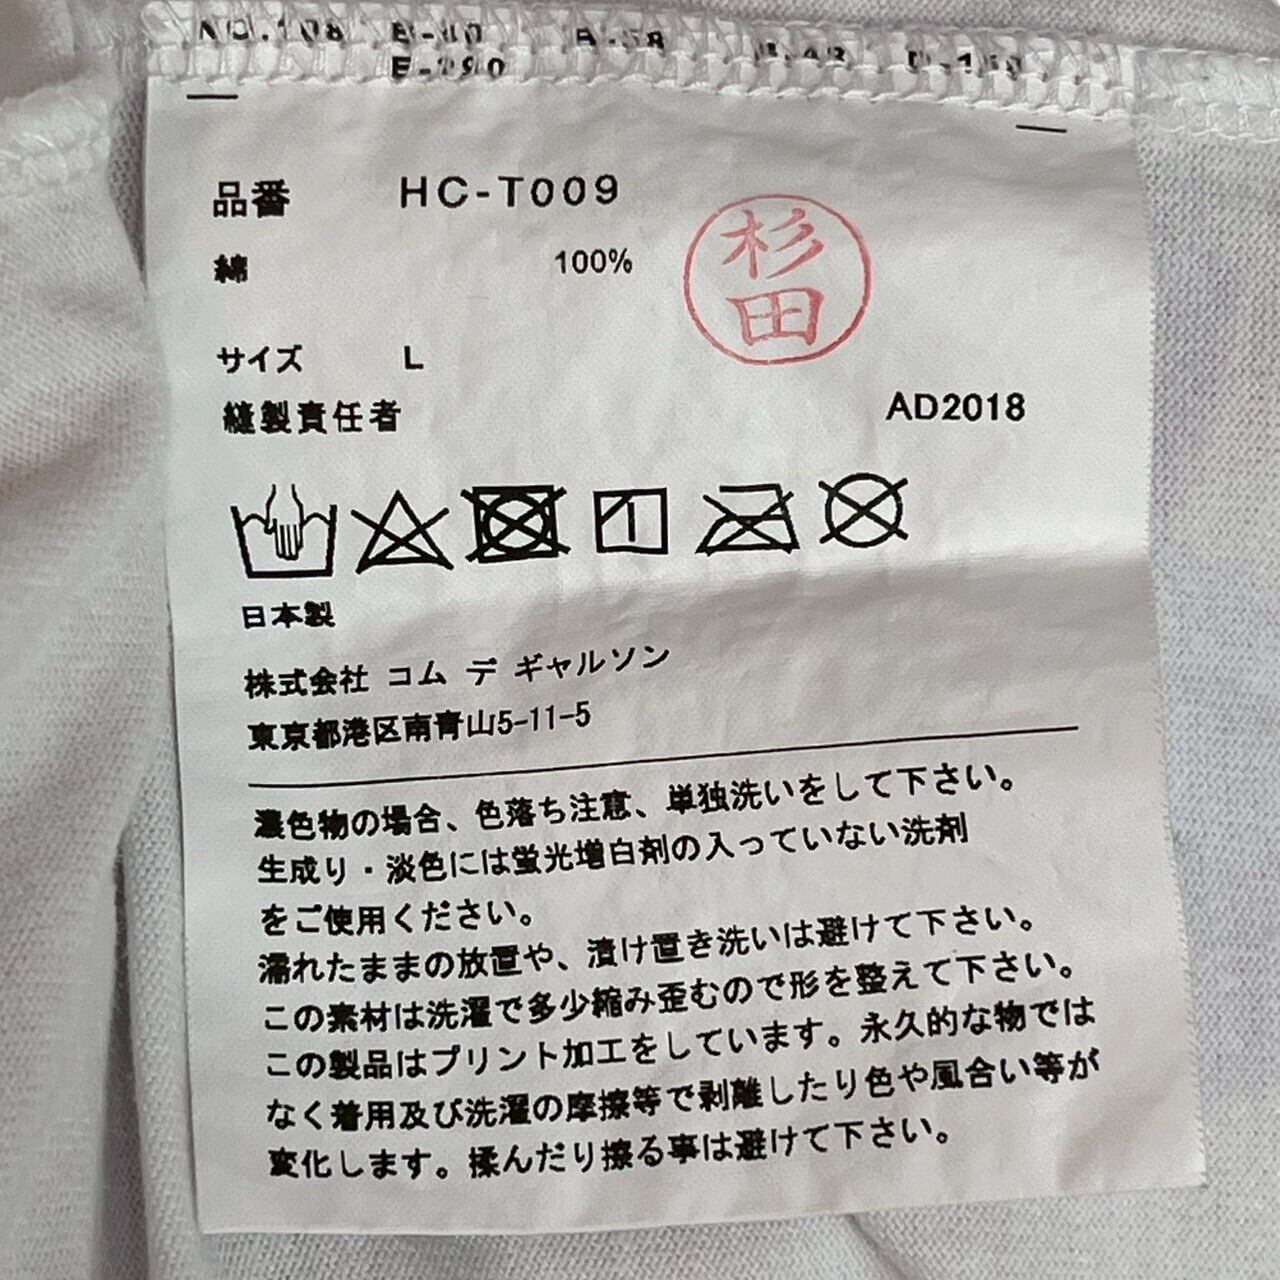 品番 HC-T009
綿 100%
杉田
サイズ L
縫製責任者
AD2018
日本製
株式会社 コム デ ギャルソン
東京都港区南青山5-11-5
濃色物の場合、色落ち注意、単独洗いをして下さい。
生成り・淡色には蛍光増白剤の入っていない洗剤
をご使用ください。
濡れたままの放置や、漬け置き洗いは避けて下さい。
この素材は洗濯で多少縮み歪むので形を整えて下さい。
この製品はプリント加工をしています。永久的な物では
なく着用及び洗濯の摩擦等で剥離したり色や風合い等が
変化します。揉んだり擦る事は避けて下さい。